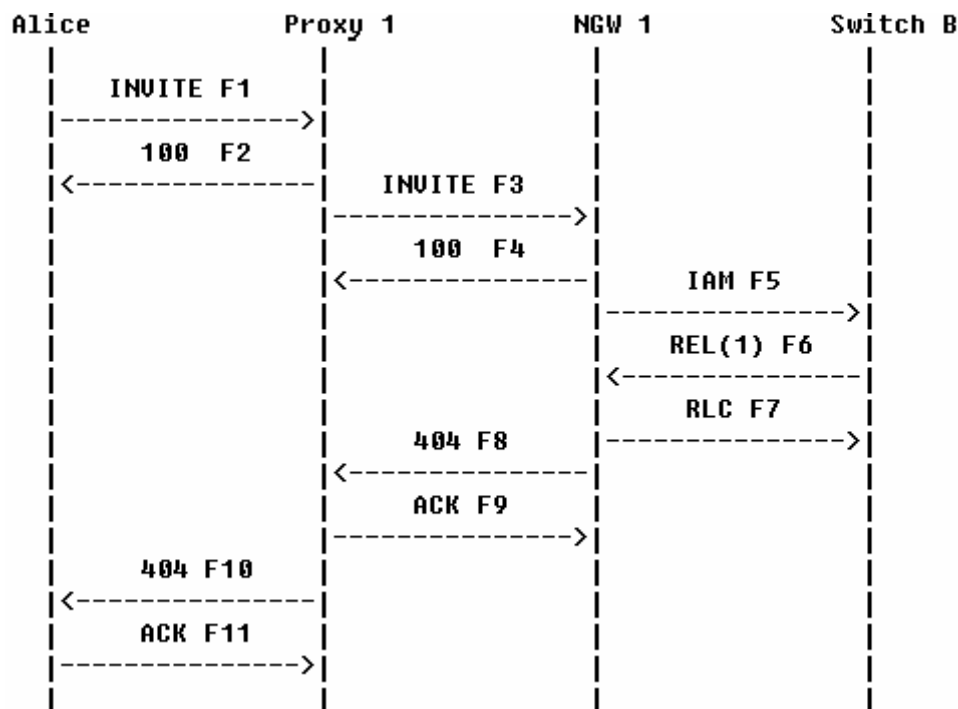 Alice Proxy 1 NGW 1 Switch B
INVITE F1
100 F2
INVITE F3
100 F4
IAM F5
REL(1) F6
RLC F7
404 F8
ACK F9
404 F10
ACK F11